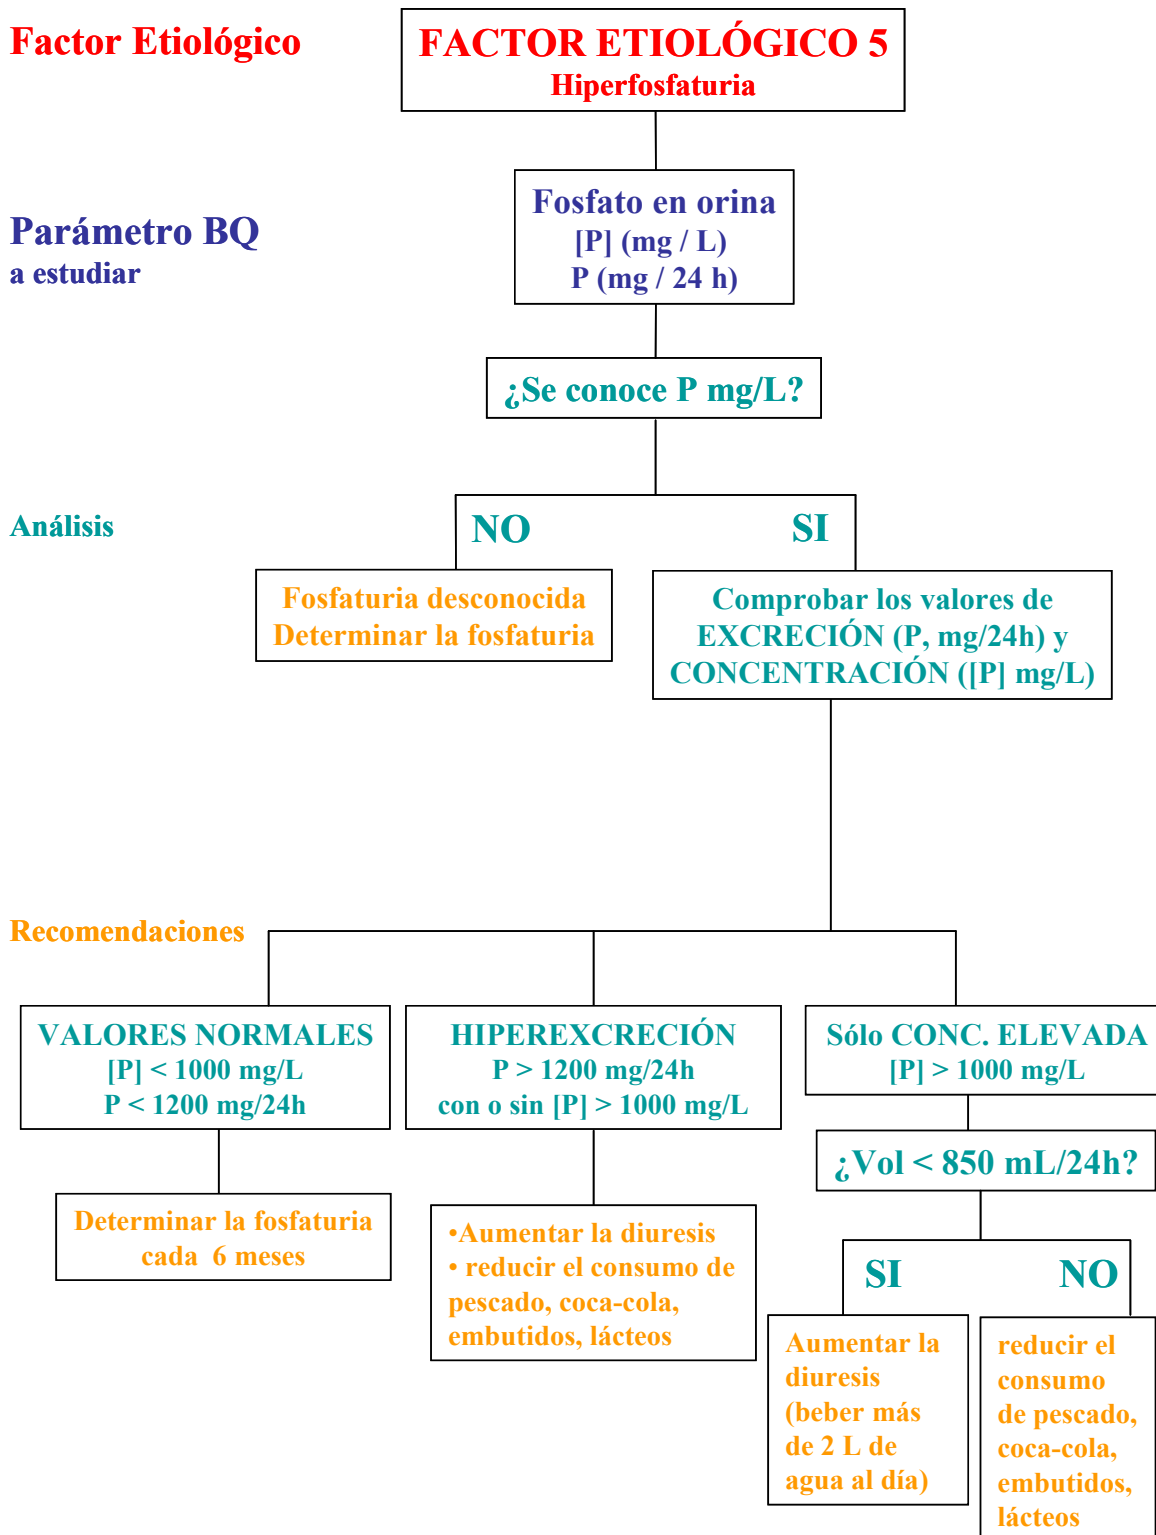 Factor Etiológico
FACTOR ETIOLÓGICO 5
Hiperfosfaturia
Parámetro BQ
a estudiar
Fosfato en orina
[P] (mg / L)
P (mg / 24 h)
¿Se conoce P mg/L?
Análisis
NO
SI
Fosfaturia desconocida
Determinar la fosfaturia
Comprobar los valores de
EXCRECIÓN (P, mg/24h) y
CONCENTRACIÓN ([P] mg/L)
Recomendaciones
VALORES NORMALES
[P] < 1000 mg/L
P < 1200 mg/24h
HIPEREXCRECIÓN
P > 1200 mg/24h
con o sin [P] > 1000 mg/L
Sólo CONC. ELEVADA
[P] > 1000 mg/L
¿Vol < 850 mL/24h?
Determinar la fosfaturia
cada 6 meses
•Aumentar la diuresis
• reducir el consumo de
pescado, coca-cola,
embutidos, lácteos
SI
NO
Aumentar la
diuresis
(beber más
de 2 L de
agua al día)
reducir el
consumo
de pescado,
coca-cola,
embutidos,
lácteos